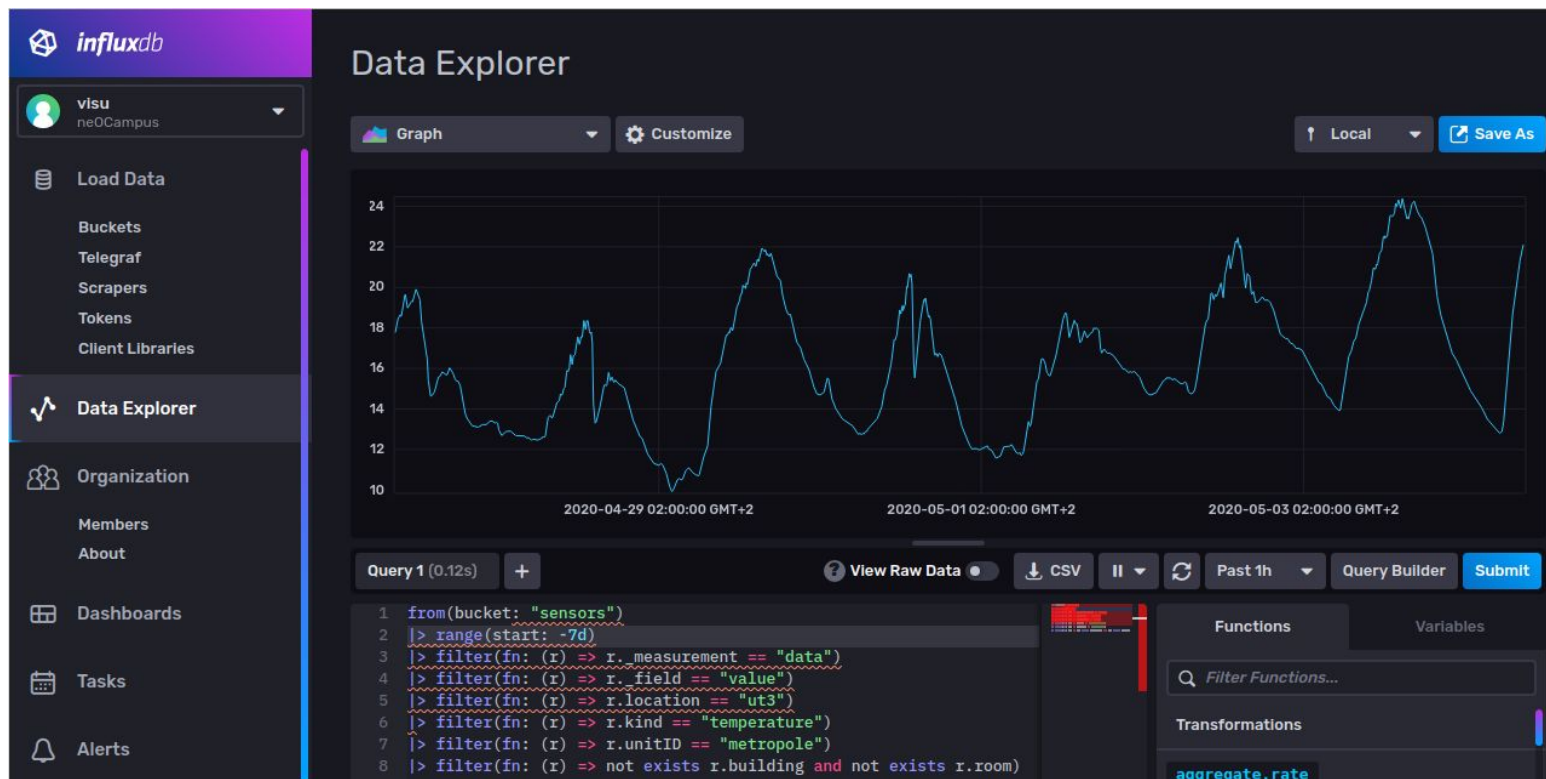 influxdb
visu
neOCampus
Load Data
Buckets
Telegraf
Scrapers
Tokens
Client Libraries
Data Explorer
Organization
Members
About
Dashboards
Tasks
Alerts
Data Explorer
Graph
Customize
Local
Save As
24
22
20
18
16
14
12
10
2020-04-29 02:00:00 GMT+2
2020-05-01 02:00:00 GMT+2
2020-05-03 02:00:00 GMT+2
Query 1 (0.12s)
+
? View Raw Data
CSV
Past 1h
Query Builder
Submit
1 from(bucket: "sensors")
2 |> range(start: -7d)
3 |> filter(fn: (r) => r._measurement == "data")
4 |> filter(fn: (r) => r._field == "value")
5 |> filter(fn: (r) => r.location == "ut3")
6 |> filter(fn: (r) => r.kind == "temperature")
7 |> filter(fn: (r) => r.unitID == "metropole")
8 |> filter(fn: (r) => not exists r.building and not exists r.room)
Functions
Variables
Filter Functions...
Transformations
aggregate.rate